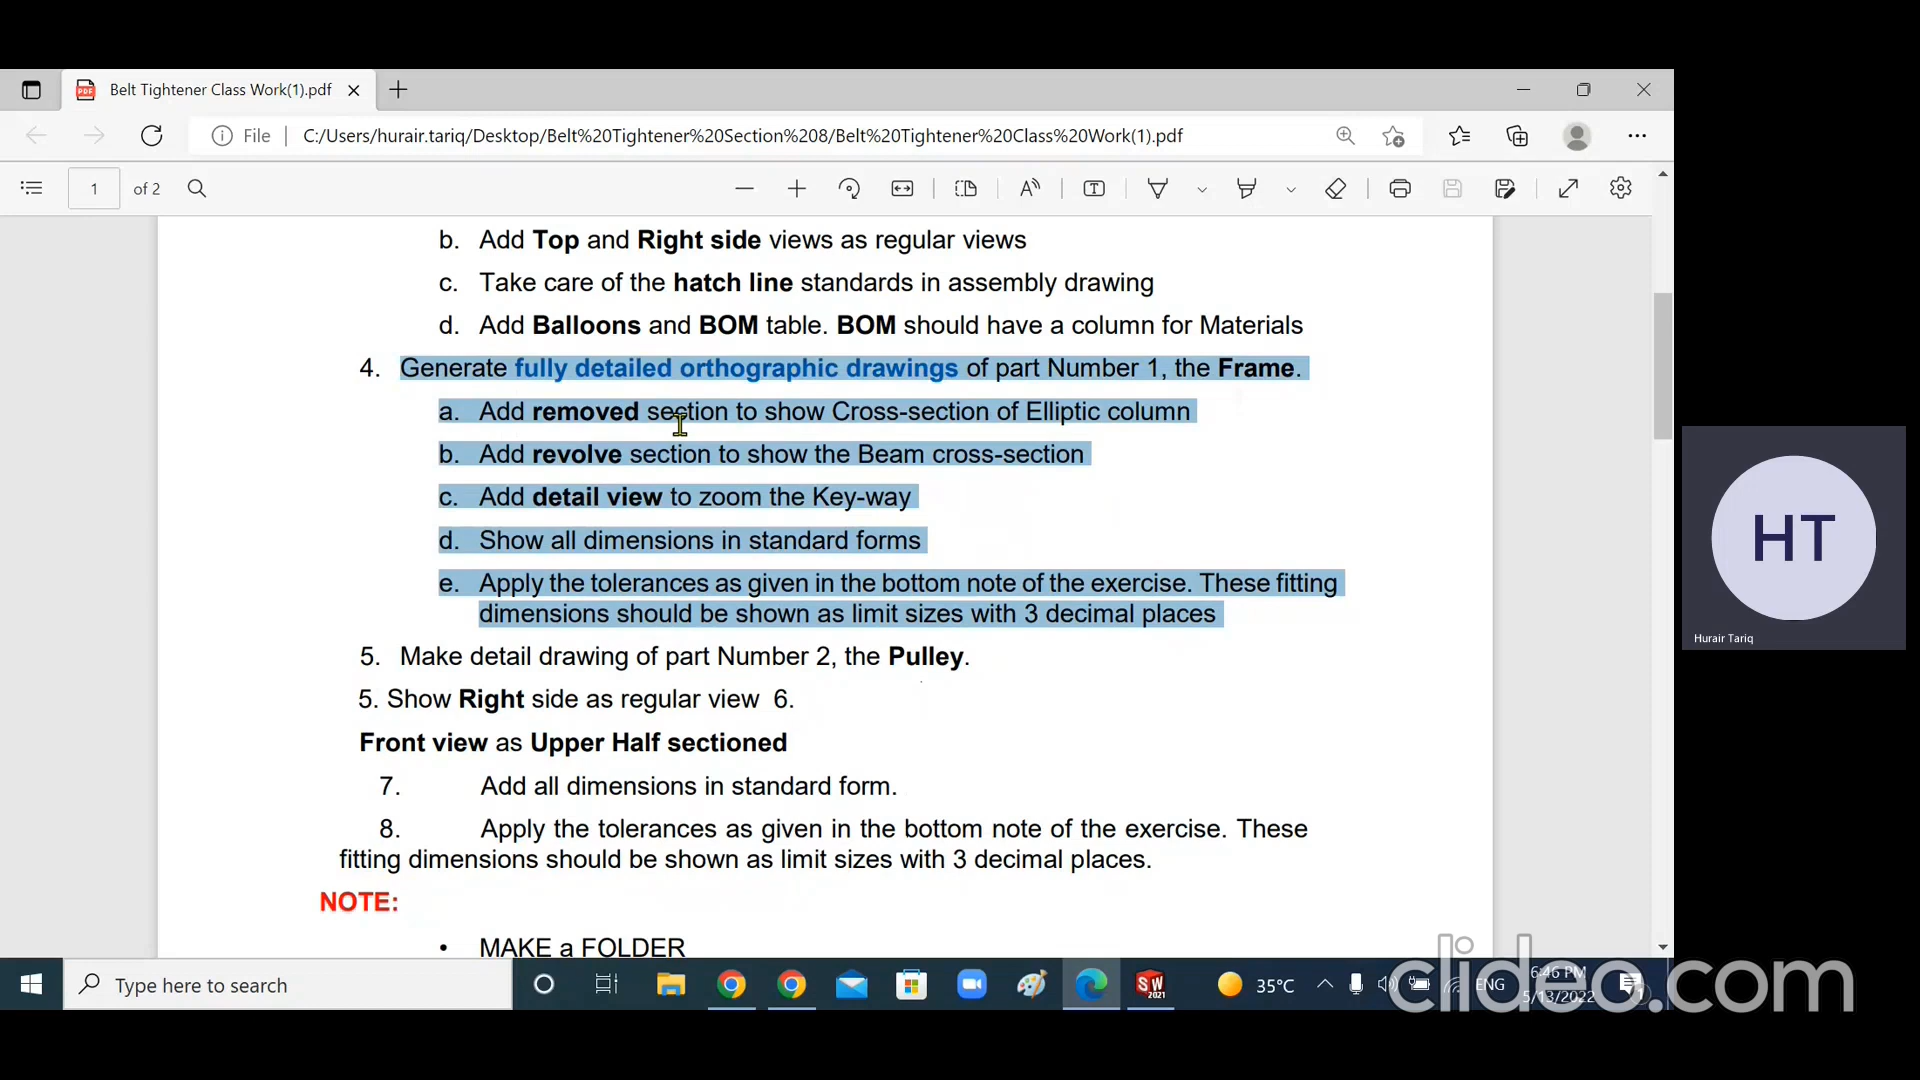 Belt Tightener Class Work(1).pdf
File
C:/Users/hurair.tariq/Desktop/Belt%20Tightener%20Section%208/Belt%20Tightener%20Class%20Work(1).pdf
1 of 2
b. Add Top and Right side views as regular views
c. Take care of the hatch line standards in assembly drawing
d. Add Balloons and BOM table. BOM should have a column for Materials
4. Generate fully detailed orthographic drawings of part Number 1, the Frame.
a. Add removed section to show Cross-section of Elliptic column
b. Add revolve section to show the Beam cross-section
c. Add detail view to zoom the Key-way
d. Show all dimensions in standard forms
e. Apply the tolerances as given in the bottom note of the exercise. These fitting
dimensions should be shown as limit sizes with 3 decimal places
5. Make detail drawing of part Number 2, the Pulley.
5. Show Right side as regular view 6.
Front view as Upper Half sectioned
7. Add all dimensions in standard form.
8. Apply the tolerances as given in the bottom note of the exercise. These
fitting dimensions should be shown as limit sizes with 3 decimal places.
NOTE:
• MAKE a FOLDER
HT
Hurair Tariq
Type here to search
SW
2021
35°C
ENG
6:46 PM
5/13/2022
1
clideo.com